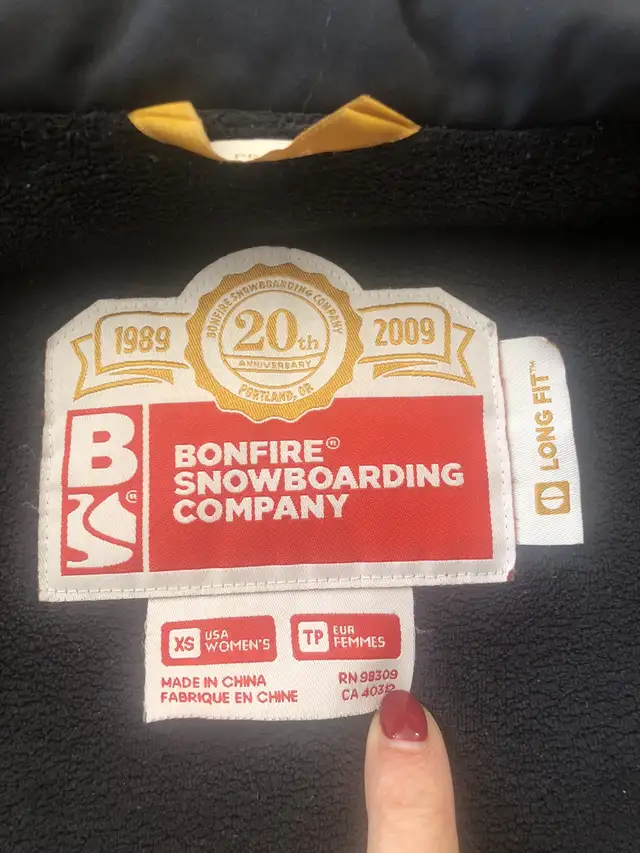 BONFIRE SNOWBOARDING COMPANY
1989
20th
2009
ANNIVERSARY
PORTLAND, OR
B
®
BONFIRE®
SNOWBOARDING
COMPANY
LONG FIT™
XS USA WOMEN'S
TP EUR FEMMES
MADE IN CHINA
FABRIQUE EN CHINE
RN 98309
CA 40312